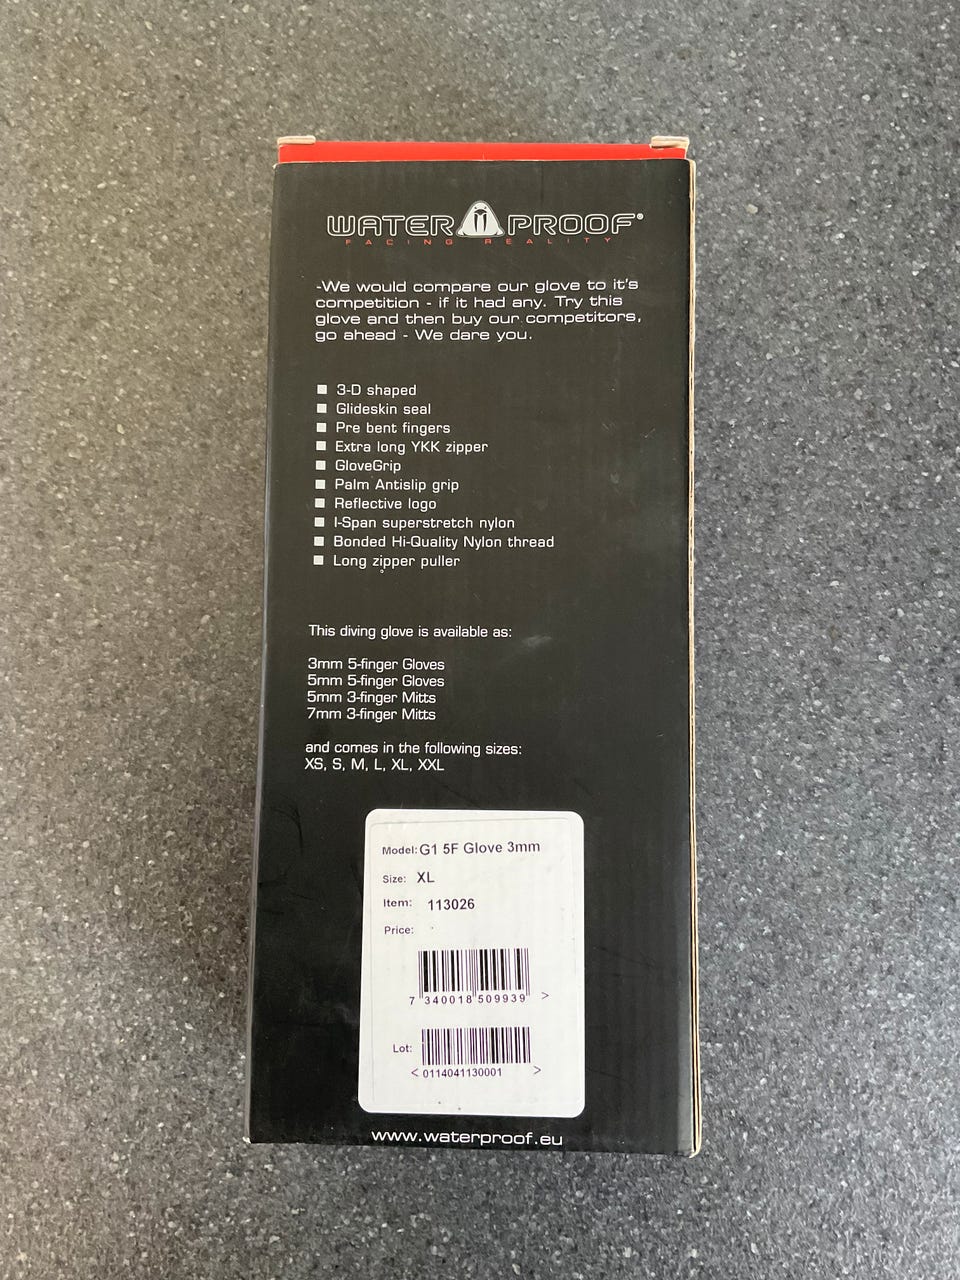 WATER PROOF®
FACING REALITY
-We would compare our glove to it's
competition - if it had any. Try this
glove and then buy our competitors,
go ahead - We dare you.
3-D shaped
Glideskin seal
Pre bent fingers
Extra long YKK zipper
GloveGrip
Palm Antislip grip
Reflective logo
I-Span superstretch nylon
Bonded Hi-Quality Nylon thread
Long zipper puller
This diving glove is available as:
3mm 5-finger Gloves
5mm 5-finger Gloves
5mm 3-finger Mitts
7mm 3-finger Mitts
and comes in the following sizes:
XS, S, M, L, XL, XXL
Model: G1 5F Glove 3mm
Size: XL
Item: 113026
Price:
7 340018 509939 >
Lot:
< 0114041130001 >
www.waterproof.eu